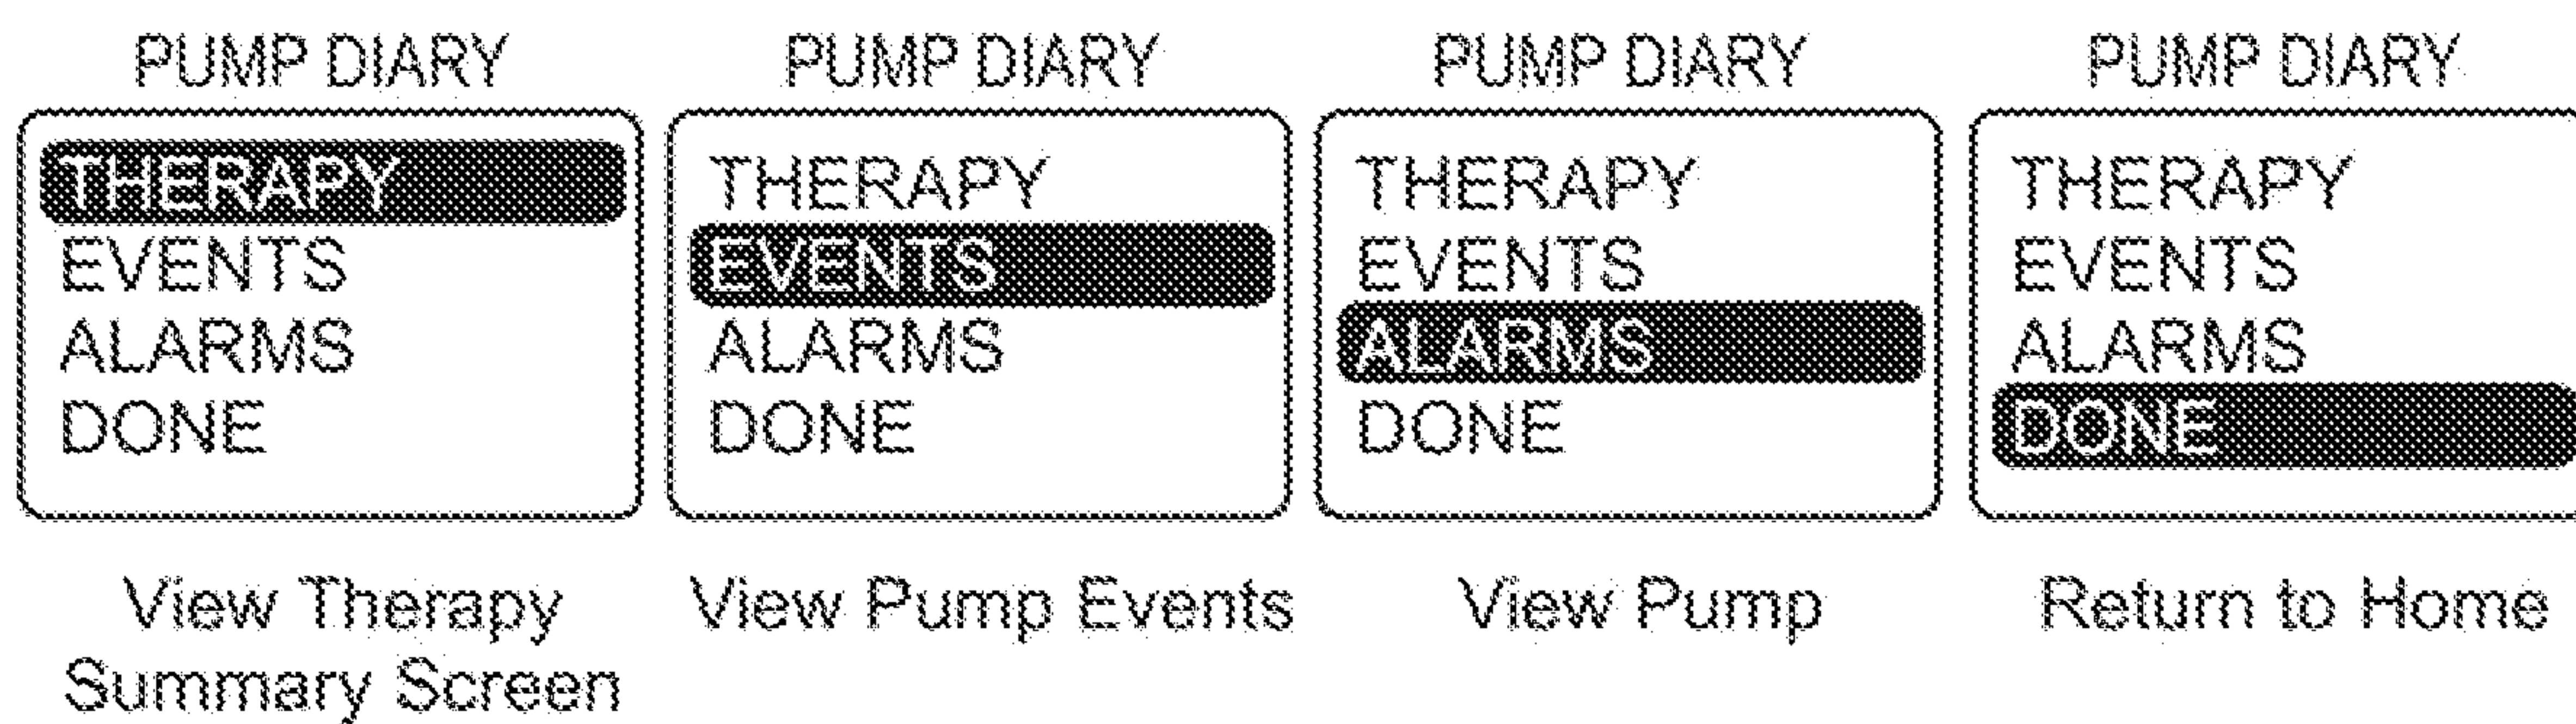 PUMP DIARY
THERAPY
EVENTS
ALARMS
DONE
View Therapy
Summary Screen
PUMP DIARY
THERAPY
EVENTS
ALARMS
DONE
View Pump Events
PUMP DIARY
THERAPY
EVENTS
ALARMS
DONE
View Pump
PUMP DIARY
THERAPY
EVENTS
ALARMS
DONE
Return to Home